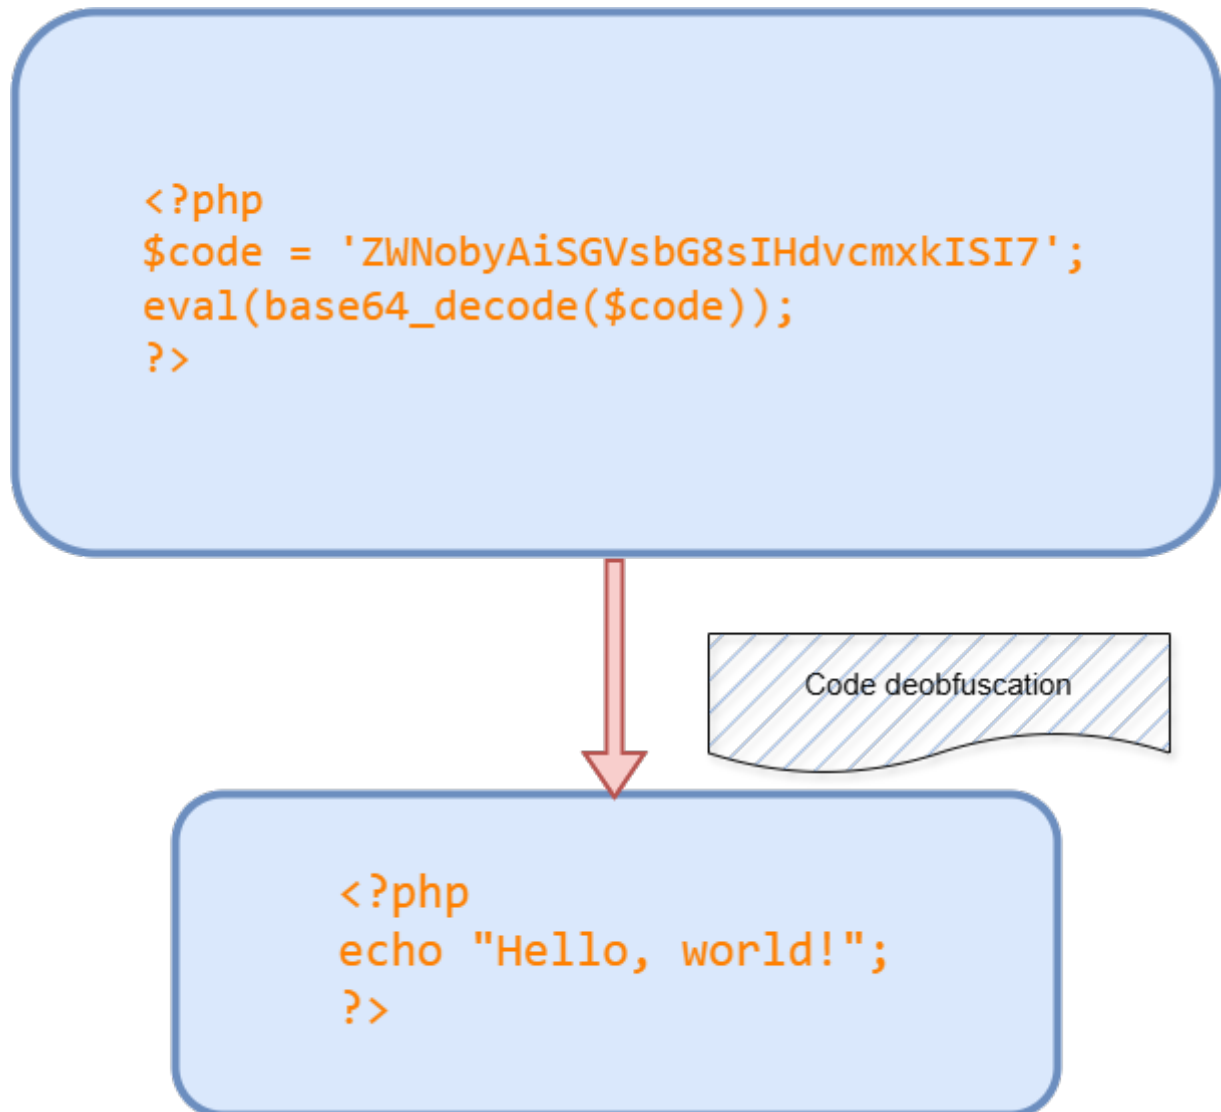 <?php
$code = 'ZWNobyAiSGVsbG8sIHdvcmxkISI7';
eval(base64_decode($code));
?>
Code deobfuscation
<?php
echo "Hello, world!";
?>